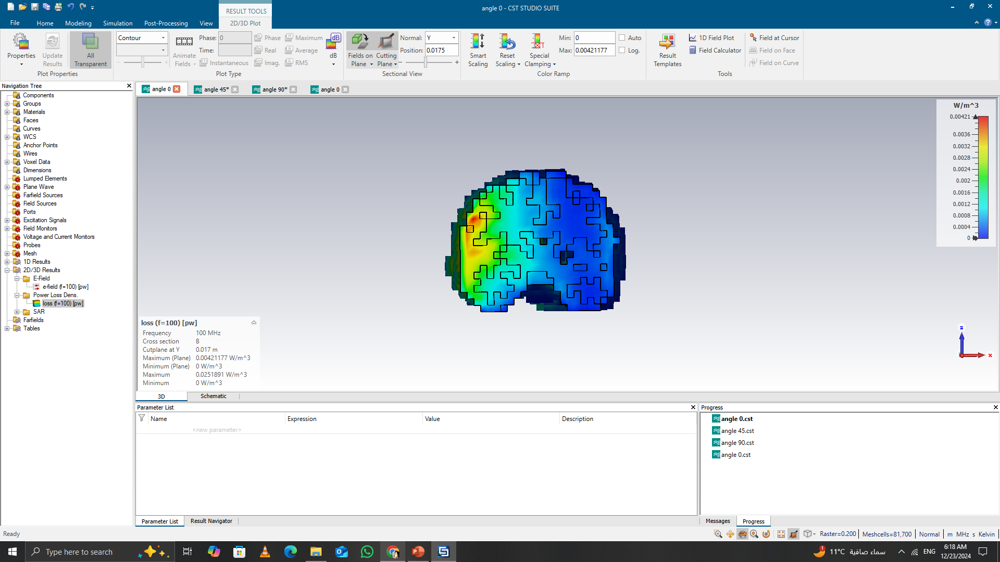 angle 0 - CST STUDIO SUITE
RESULT TOOLS
File
Home
Modeling
Simulation
Post-Processing
View
2D/3D Plot
Properties
Update Results
All Transparent
Plot Properties
Contour
Animate Fields
Phase: 0
Time:
Phase
Real
Instantaneous
Imag.
Maximum
Average
RMS
dB
dB
Plot Type
Fields on Plane
Cutting Plane
Normal: Y
Position: 0.0175
Sectional View
Smart Scaling
Reset Scaling
Special Clamping
Min: 0
Max: 0.00421177
Auto
Log.
Color Ramp
Result Templates
1D Field Plot
Field Calculator
Field at Cursor
Field on Face
Field on Curve
Tools
Navigation Tree
Components
Groups
Materials
Faces
Curves
WCS
Anchor Points
Wires
Voxel Data
Dimensions
Lumped Elements
Plane Wave
Farfield Sources
Field Sources
Ports
Excitation Signals
Field Monitors
Voltage and Current Monitors
Probes
Mesh
1D Results
2D/3D Results
E-Field
e-field (f=100) [pw]
Power Loss Dens.
loss (f=100) [pw]
SAR
Farfields
Tables
angle 0
angle 45*
angle 90*
angle 0
W/m^3
0.00421
0.0036
0.0032
0.0028
0.0024
0.002
0.0016
0.0012
0.0008
0.0004
0
z
x
loss (f=100) [pw]
Frequency 100 MHz
Cross section B
Cutplane at Y 0.017 m
Maximum (Plane) 0.00421177 W/m^3
Minimum (Plane) 0 W/m^3
Maximum 0.0251891 W/m^3
Minimum 0 W/m^3
3D
Schematic
Parameter List
Name
Expression
Value
Description
<new parameter>
Parameter List
Result Navigator
Progress
angle 0.cst
angle 45.cst
angle 90.cst
angle 0.cst
Messages
Progress
Ready
Raster=0.200
Meshcells=81,700
Normal
m MHz s Kelvin
Type here to search
1
11°C سماء صافية
ENG
6:18 AM
12/23/2024